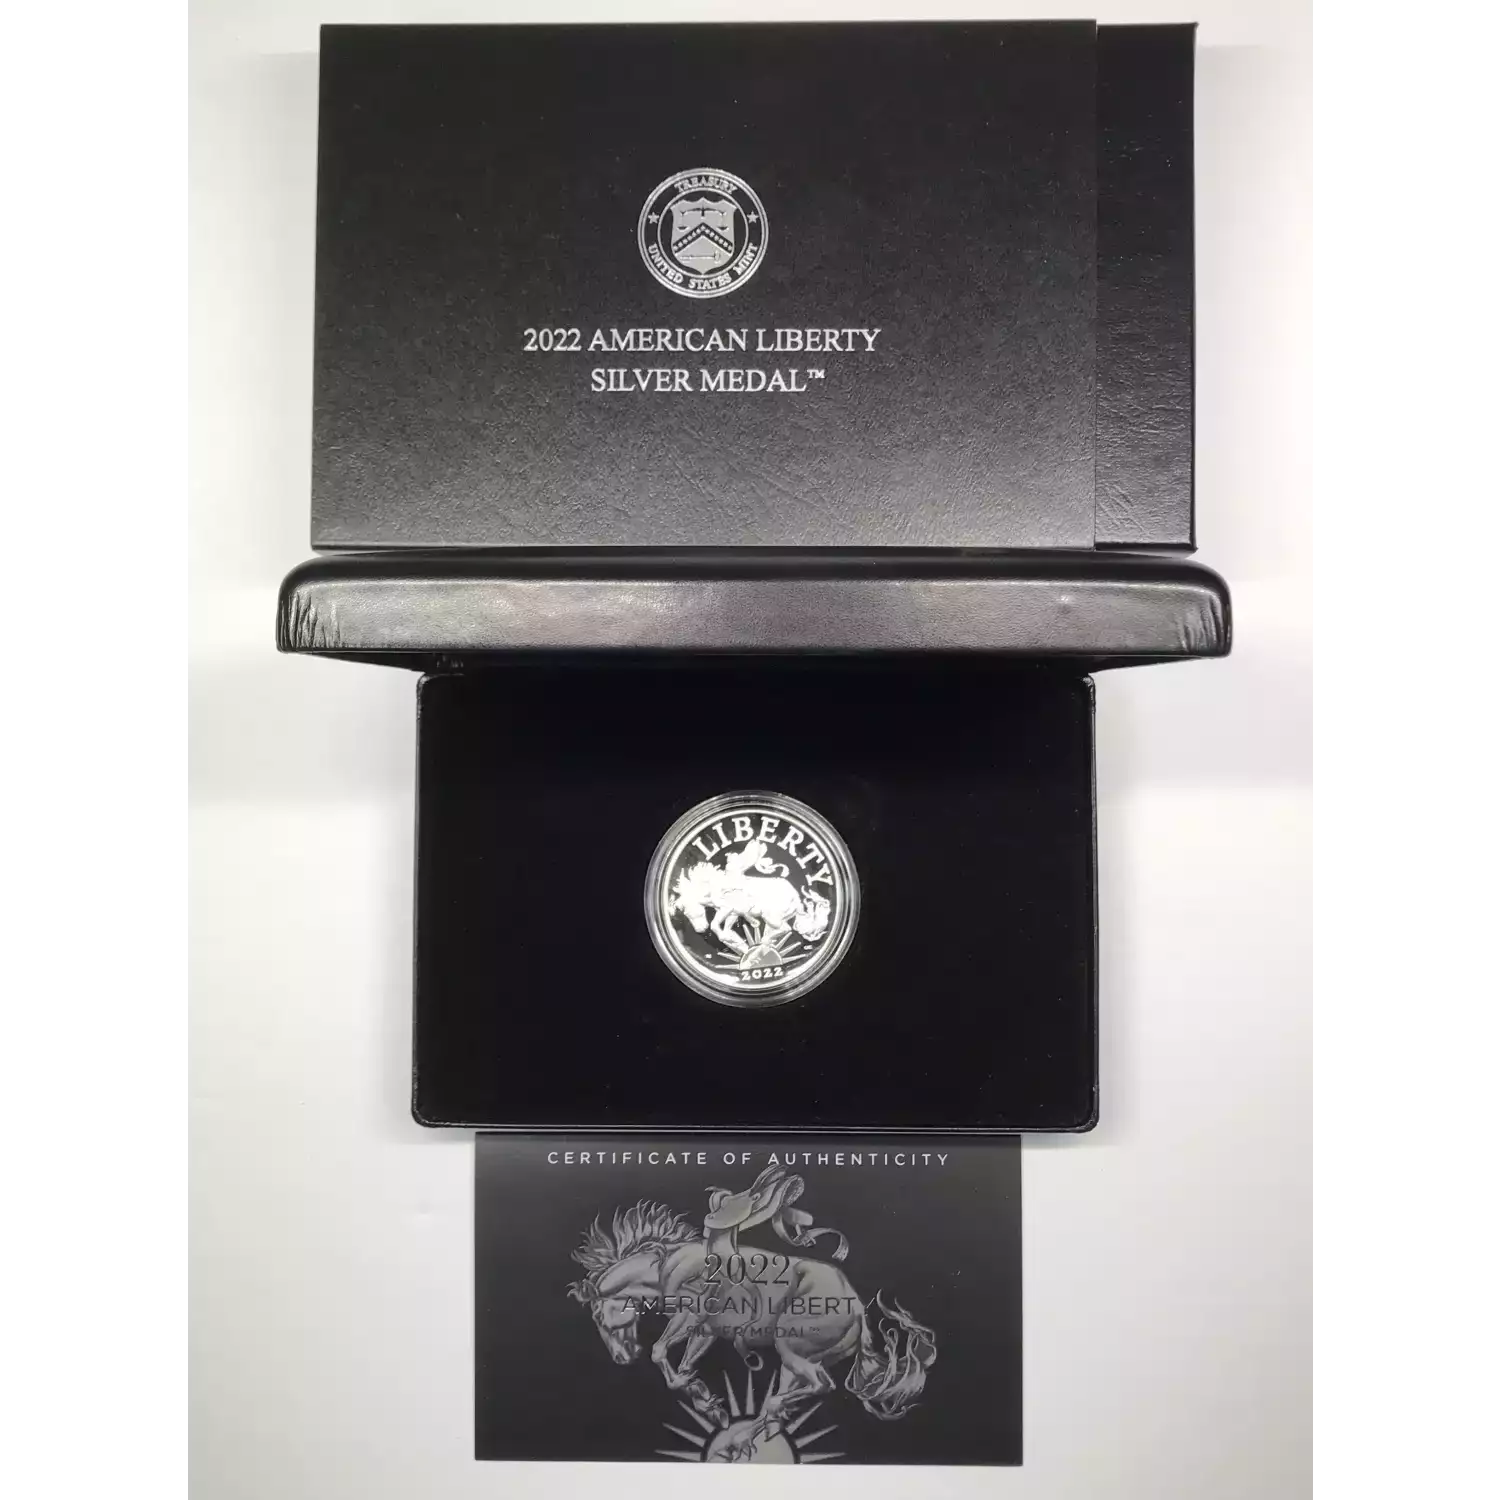 TREASURY
UNITED STATES MINT
2022 AMERICAN LIBERTY
SILVER MEDAL™
LIBERTY
2022
CERTIFICATE OF AUTHENTICITY
2022
AMERICAN LIBERTY
SILVER MEDAL™